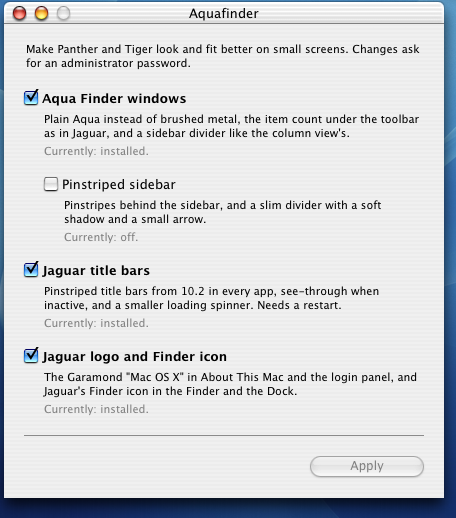 Aquafinder
Make Panther and Tiger look and fit better on small screens. Changes ask
for an administrator password.
Aqua Finder windows
Plain Aqua instead of brushed metal, the item count under the toolbar
as in Jaguar, and a sidebar divider like the column view's.
Currently: installed.
Pinstriped sidebar
Pinstripes behind the sidebar, and a slim divider with a soft
shadow and a small arrow.
Currently: off.
Jaguar title bars
Pinstriped title bars from 10.2 in every app, see-through when
inactive, and a smaller loading spinner. Needs a restart.
Currently: installed.
Jaguar logo and Finder icon
The Garamond "Mac OS X" in About This Mac and the login panel, and
Jaguar's Finder icon in the Finder and the Dock.
Currently: installed.
Apply